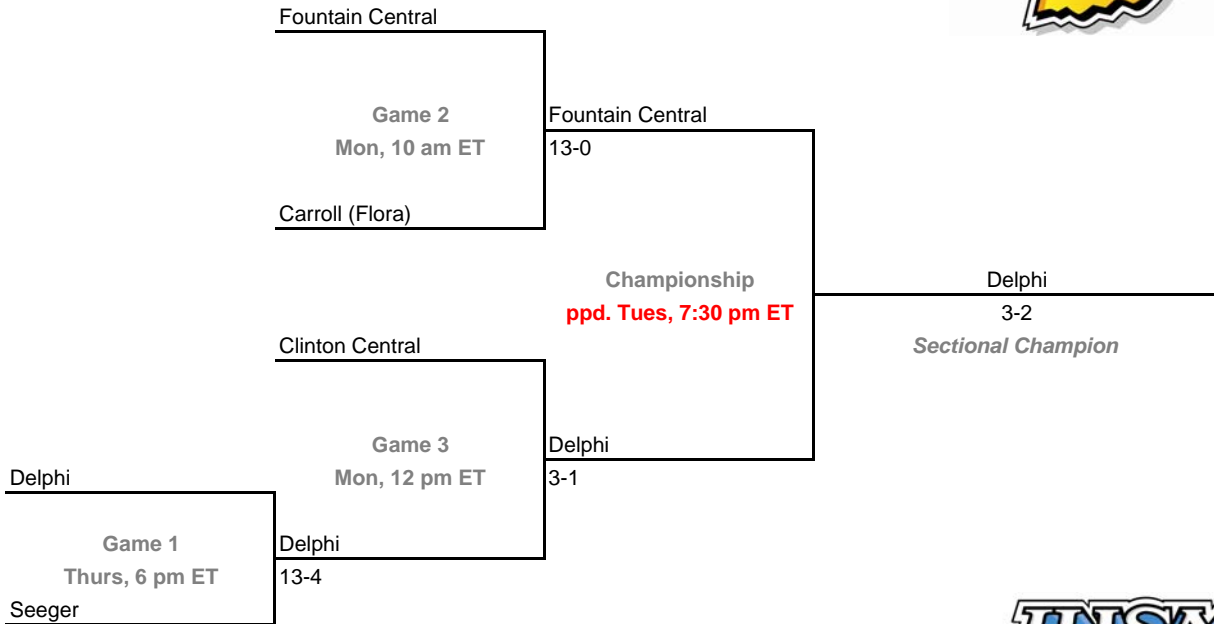 Fountain Central
Game 2
Fountain Central
Mon, 10 am ET
13-0
Carroll (Flora)
Championship
Delphi
ppd. Tues, 7:30 pm ET
3-2
Clinton Central
Sectional Champion
Game 3
Delphi
Delphi
Mon, 12 pm ET
3-1
Game 1
Delphi
Thurs, 6 pm ET
13-4
Seeger